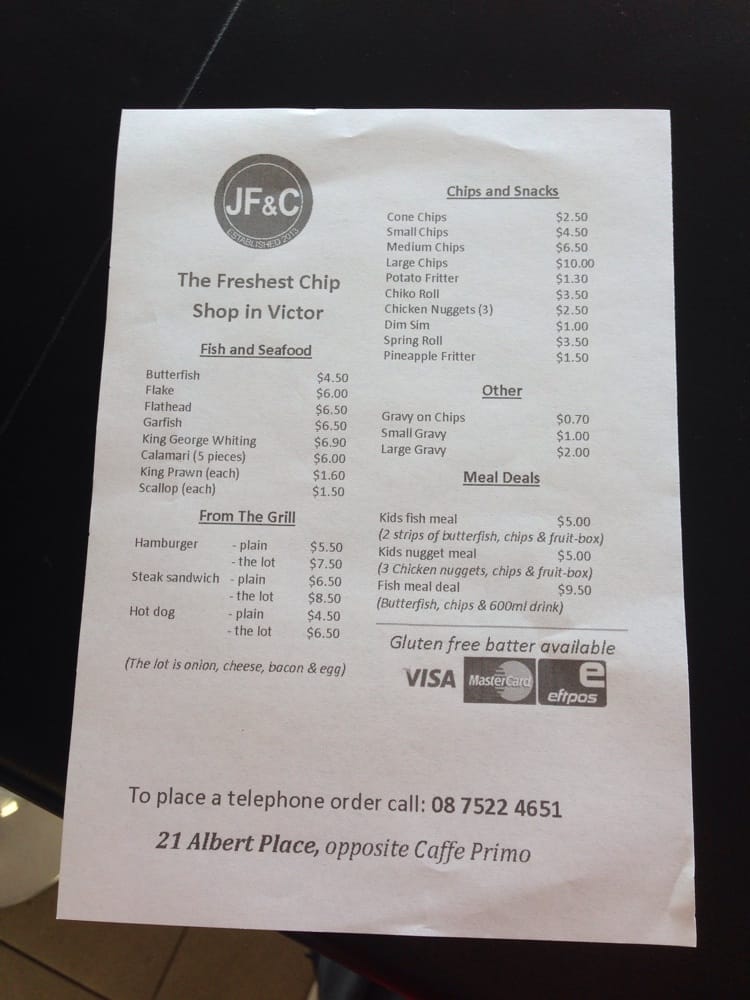 JF&C
ESTABLISHED 2013
The Freshest Chip
Shop in Victor
Fish and Seafood
Butterfish $4.50
Flake $6.00
Flathead $6.50
Garfish $6.50
King George Whiting $6.90
Calamari (5 pieces) $6.00
King Prawn (each) $1.60
Scallop (each) $1.50
From The Grill
Hamburger - plain $5.50
- the lot $7.50
Steak sandwich - plain $6.50
- the lot $8.50
Hot dog - plain $4.50
- the lot $6.50
(The lot is onion, cheese, bacon & egg)
Chips and Snacks
Cone Chips $2.50
Small Chips $4.50
Medium Chips $6.50
Large Chips $10.00
Potato Fritter $1.30
Chiko Roll $3.50
Chicken Nuggets (3) $2.50
Dim Sim $1.00
Spring Roll $3.50
Pineapple Fritter $1.50
Other
Gravy on Chips $0.70
Small Gravy $1.00
Large Gravy $2.00
Meal Deals
Kids fish meal $5.00
(2 strips of butterfish, chips & fruit-box)
Kids nugget meal $5.00
(3 Chicken nuggets, chips & fruit-box)
Fish meal deal $9.50
(Butterfish, chips & 600ml drink)
Gluten free batter available
VISA MasterCard e eftpos
To place a telephone order call: 08 7522 4651
21 Albert Place, opposite Caffe Primo